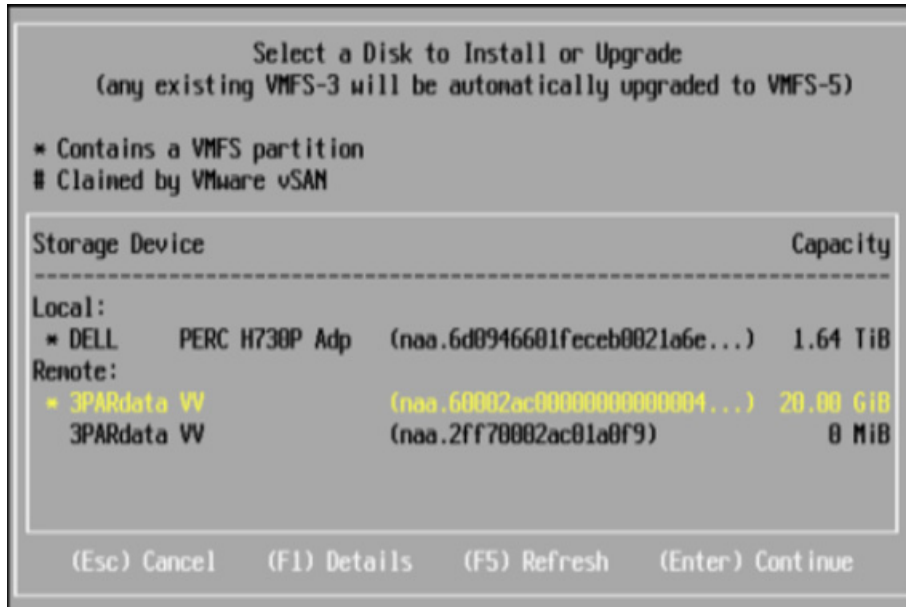 Select a Disk to Install or Upgrade
(any existing VMFS-3 will be automatically upgraded to VMFS-5)
* Contains a VMFS partition
# Claimed by VMware vSAN
Storage Device Capacity
Local:
* DELL PERC H730P Adp (naa.6d0946601feceb0021a6e...) 1.64 TiB
Remote:
* 3PARdata VV (naa.60002ac00000000000004...) 20.00 GiB
3PARdata VV (naa.2ff70002ac01a0f9) 0 MiB
(Esc) Cancel (F1) Details (F5) Refresh (Enter) Continue